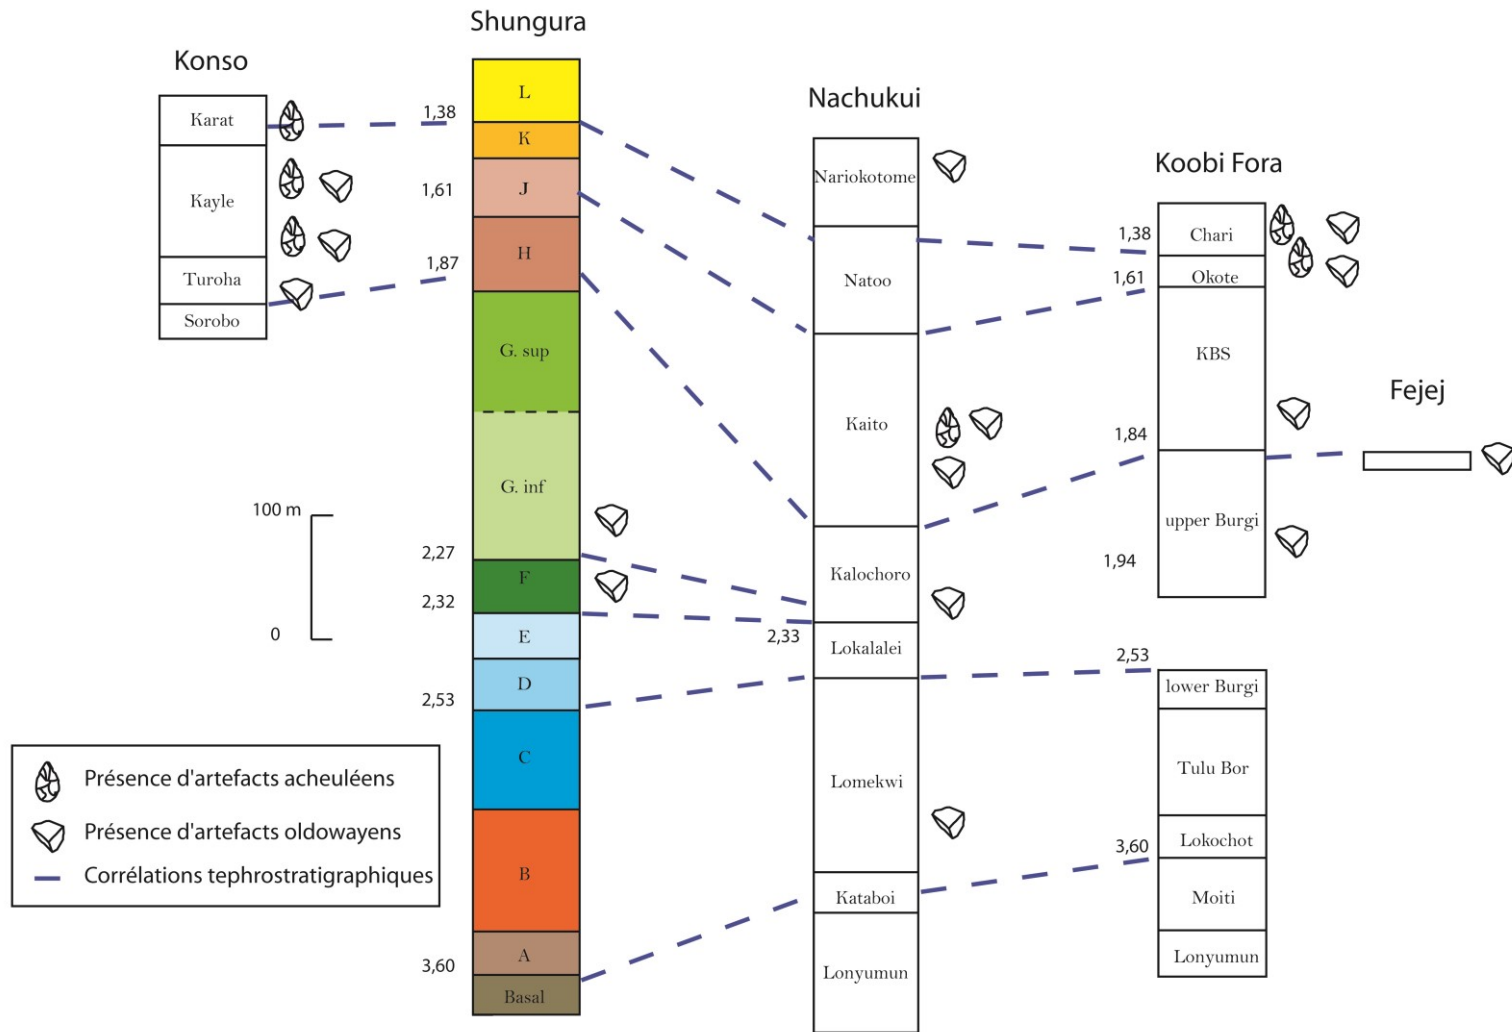 Konso
Karat
Kayle
Turoha
Sorobo
Shungura
1,38
1,61
1,87
2,27
2,32
2,53
3,60
L
K
J
H
G. sup
G. inf
F
E
D
C
B
A
Basal
100 m
0
Nachukui
Nariokotome
Natoo
Kaito
Kalochoro
2,33
Lokalalei
Lomekwi
Kataboi
Lonyumun
Koobi Fora
1,38
1,61
1,84
1,94
2,53
3,60
Chari
Okote
KBS
upper Burgi
lower Burgi
Tulu Bor
Lokochot
Moiti
Lonyumun
Fejej
Présence d'artefacts acheuléens
Présence d'artefacts oldowayens
Corrélations tephrostratigraphiques